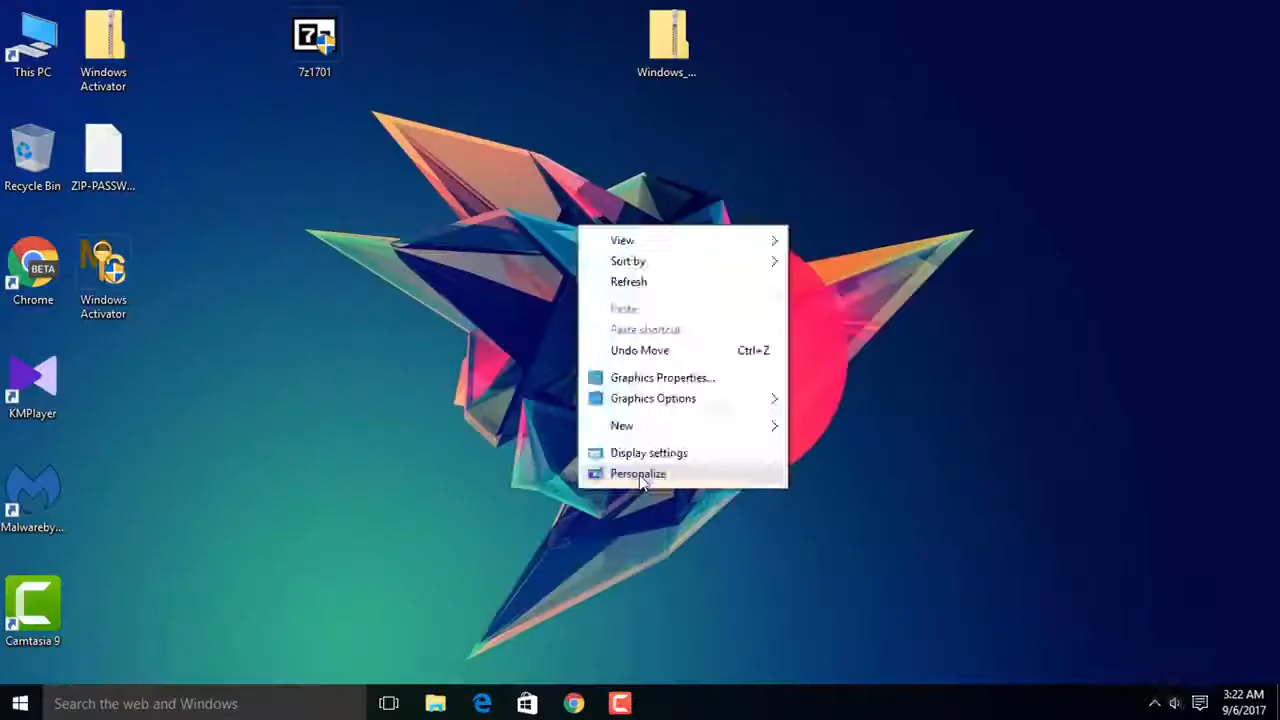 This PC
Windows
Activator
7z1701
Windows_...
Recycle Bin
ZIP-PASSW...
BETA
Chrome
Windows
Activator
KMPlayer
Malwareby...
Camtasia 9
View
Sort by
Refresh
Paste
Paste shortcut
Undo Move Ctrl+Z
Graphics Properties...
Graphics Options
New
Display settings
Personalize
Search the web and Windows
3:22 AM
9/6/2017